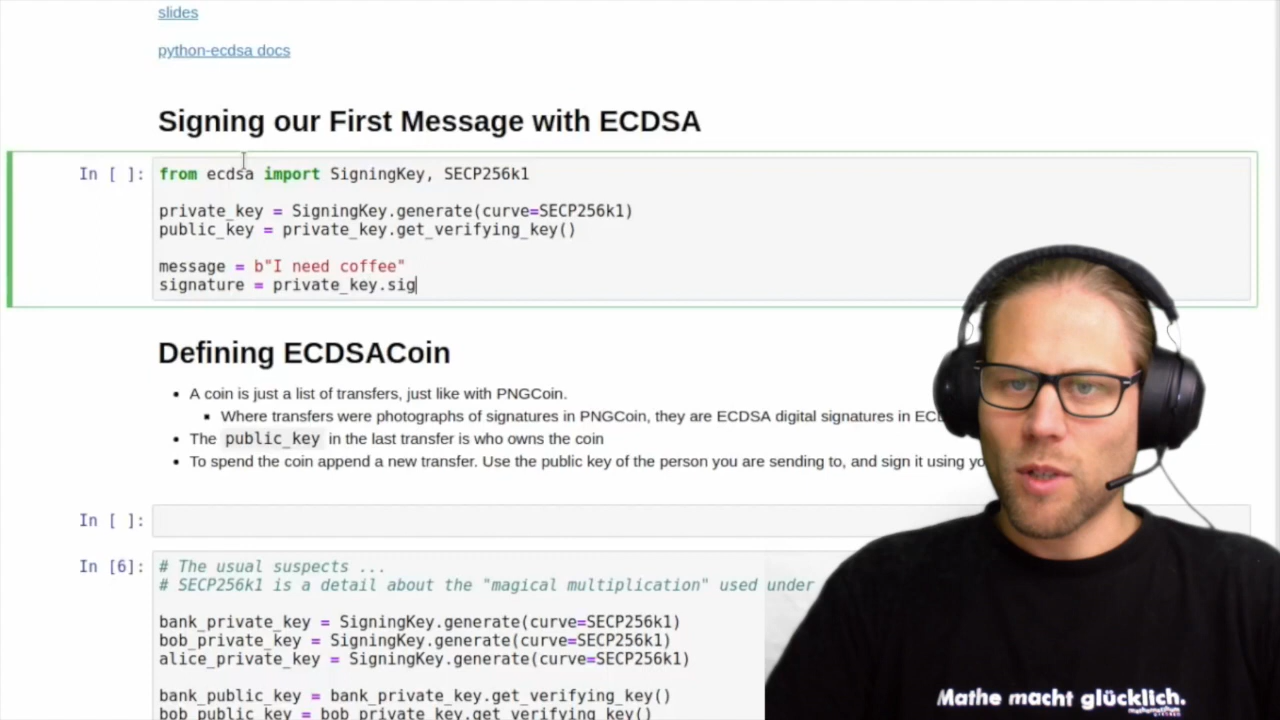 slides
python-ecdsa docs
Signing our First Message with ECDSA
In [ ]:
from ecdsa import SigningKey, SECP256k1
private_key = SigningKey.generate(curve=SECP256k1)
public_key = private_key.get_verifying_key()
message = b"I need coffee"
signature = private_key.sig
Defining ECDSACoin
A coin is just a list of transfers, just like with PNGCoin.
Where transfers were photographs of signatures in PNGCoin, they are ECDSA digital signatures in
The public_key in the last transfer is who owns the coin
To spend the coin append a new transfer. Use the public key of the person you are sending to, and sign it using
In [ ]:
In [6]:
# The usual suspects ...
# SECP256k1 is a detail about the "magical multiplication" used under
bank_private_key = SigningKey.generate(curve=SECP256k1)
bob_private_key = SigningKey.generate(curve=SECP256k1)
alice_private_key = SigningKey.generate(curve=SECP256k1)
bank_public_key = bank_private_key.get_verifying_key()
bob_public_key = bob_private_key.get_verifying_key()
Mathe macht glücklich.